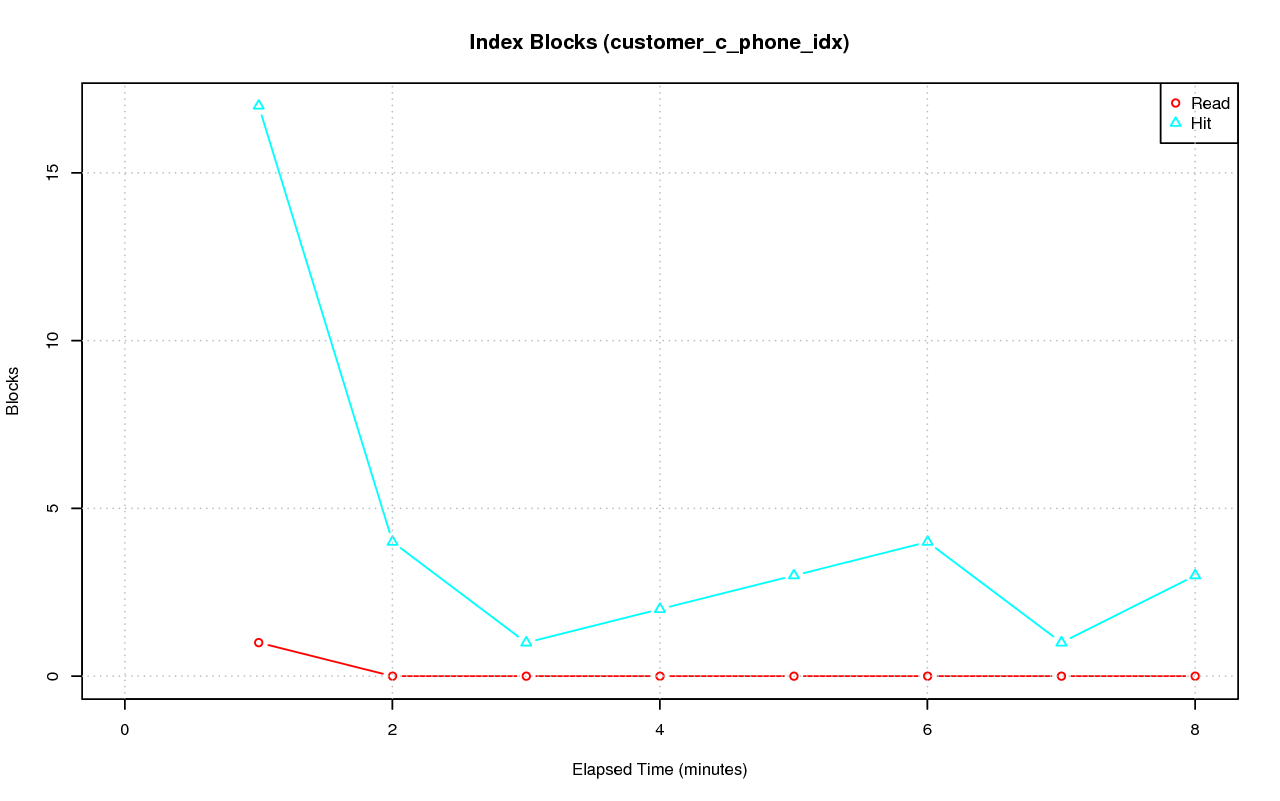 Index Blocks (customer_c_phone_idx)
Read
Hit
15
10
5
0
Blocks
0 2 4 6 8
Elapsed Time (minutes)